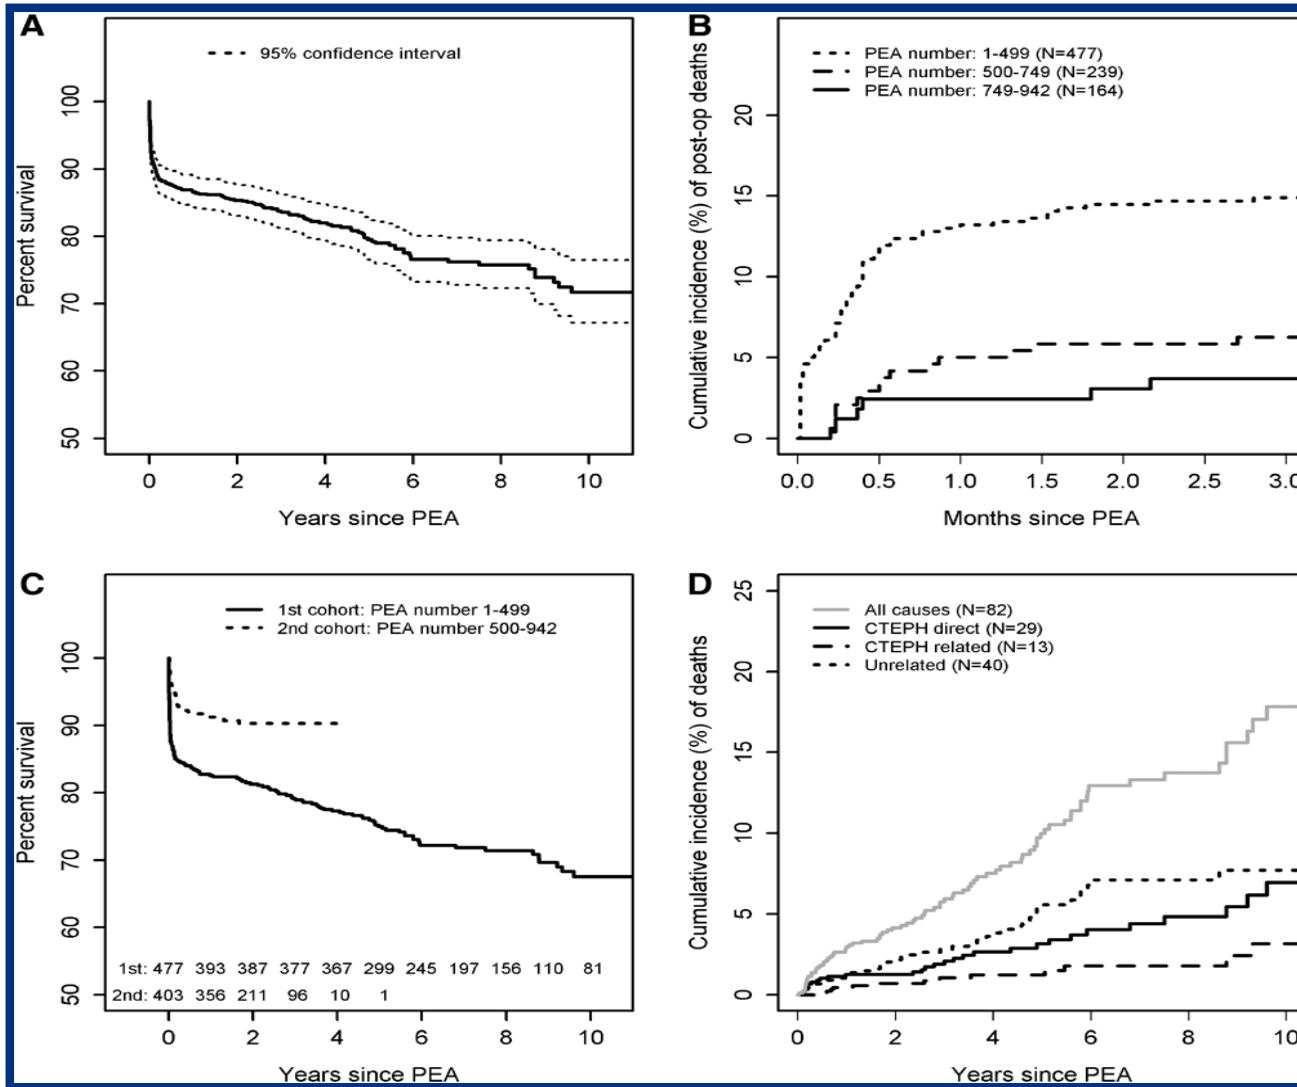 A
95% confidence interval
Percent survival
100
90
80
70
60
50
0 2 4 6 8 10
Years since PEA
B
PEA number: 1-499 (N=477)
PEA number: 500-749 (N=239)
PEA number: 749-942 (N=164)
Cumulative incidence (%) of post-op deaths
20
15
10
5
0
0.0 0.5 1.0 1.5 2.0 2.5 3.0
Months since PEA
C
1st cohort: PEA number 1-499
2nd cohort: PEA number 500-942
Percent survival
100
90
80
70
60
50
1st: 477 393 387 377 367 299 245 197 156 110 81
2nd: 403 356 211 96 10 1
0 2 4 6 8 10
Years since PEA
D
All causes (N=82)
CTEPH direct (N=29)
CTEPH related (N=13)
Unrelated (N=40)
Cumulative incidence (%) of deaths
25
20
15
10
5
0
0 2 4 6 8 10
Years since PEA